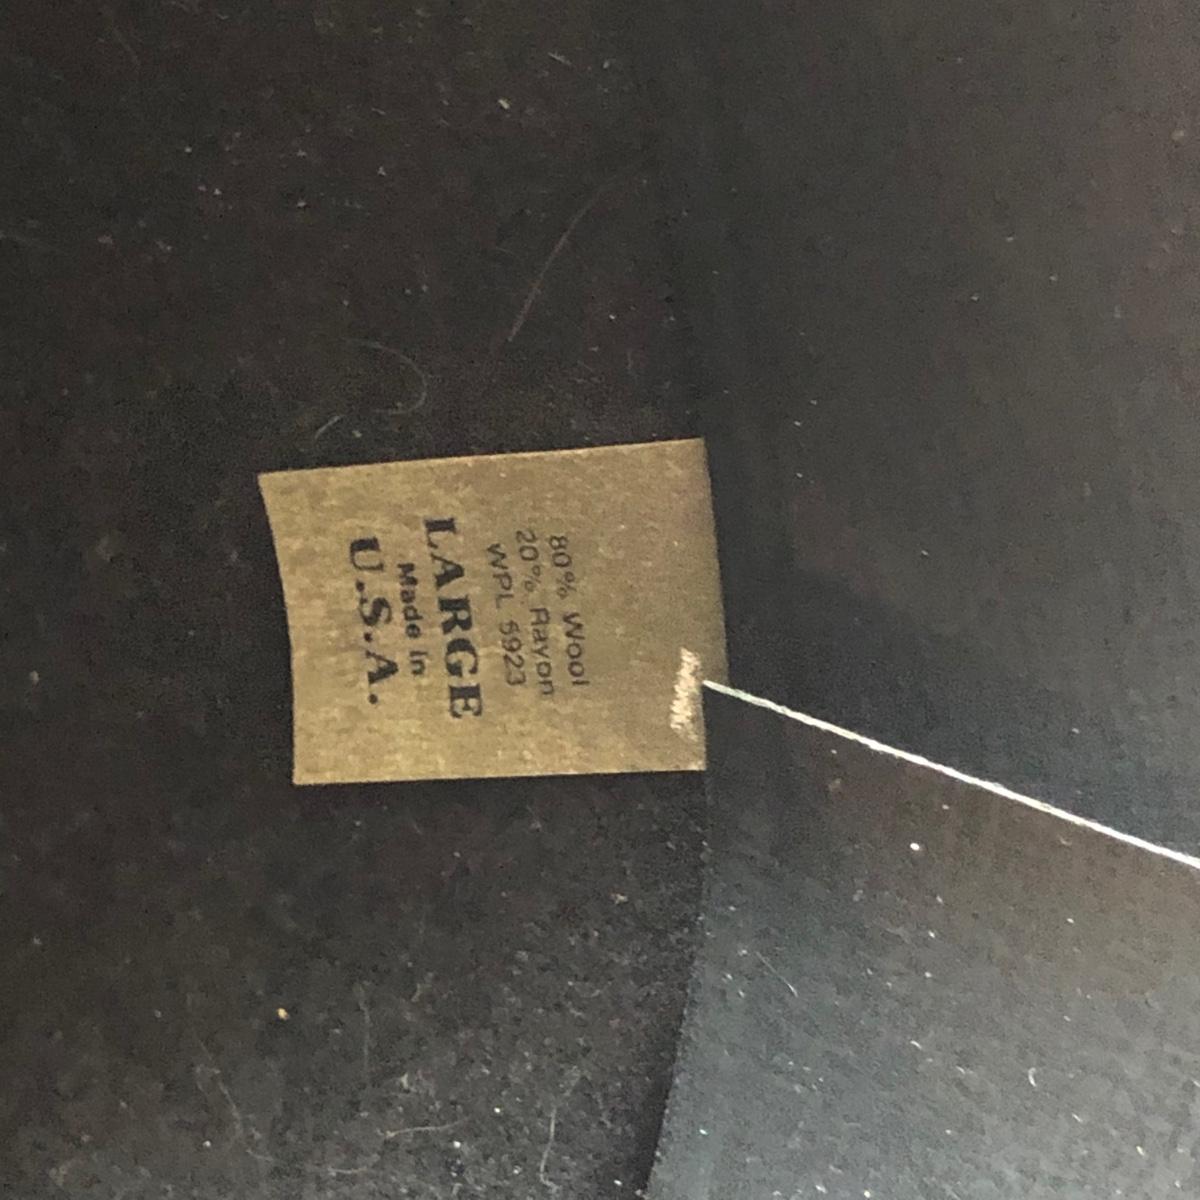 80% Wool
20% Rayon
WPL 5923
LARGE
Made in
U.S.A.